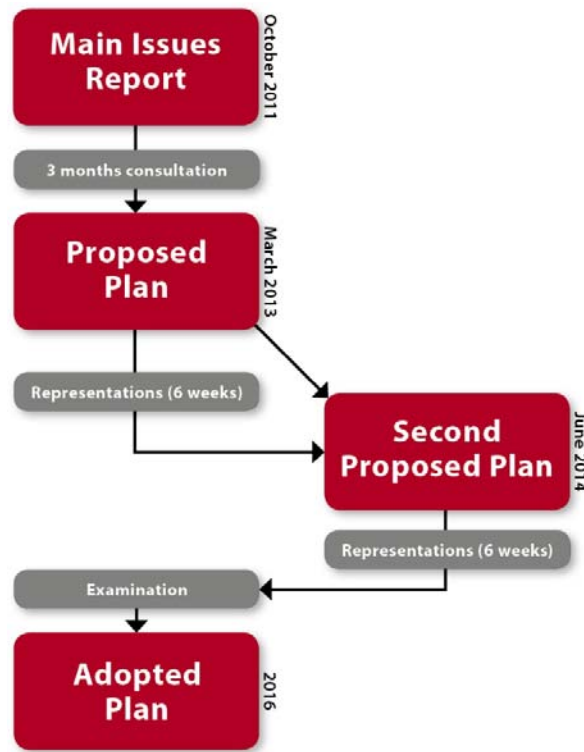 Main Issues
Report
October 2011
3 months consultation
Proposed
Plan
March 2013
Representations (6 weeks)
Second
Proposed Plan
June 2014
Representations (6 weeks)
Examination
Adopted
Plan
2016